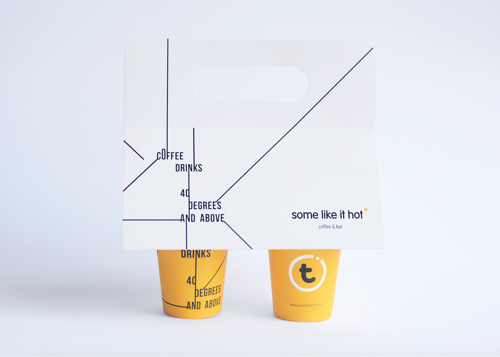 COFFEE
DRINKS
40
DEGREES
AND ABOVE
some like it hot
coffee & bar
DRINKS
40
DEGREES
AND ABOVE
t